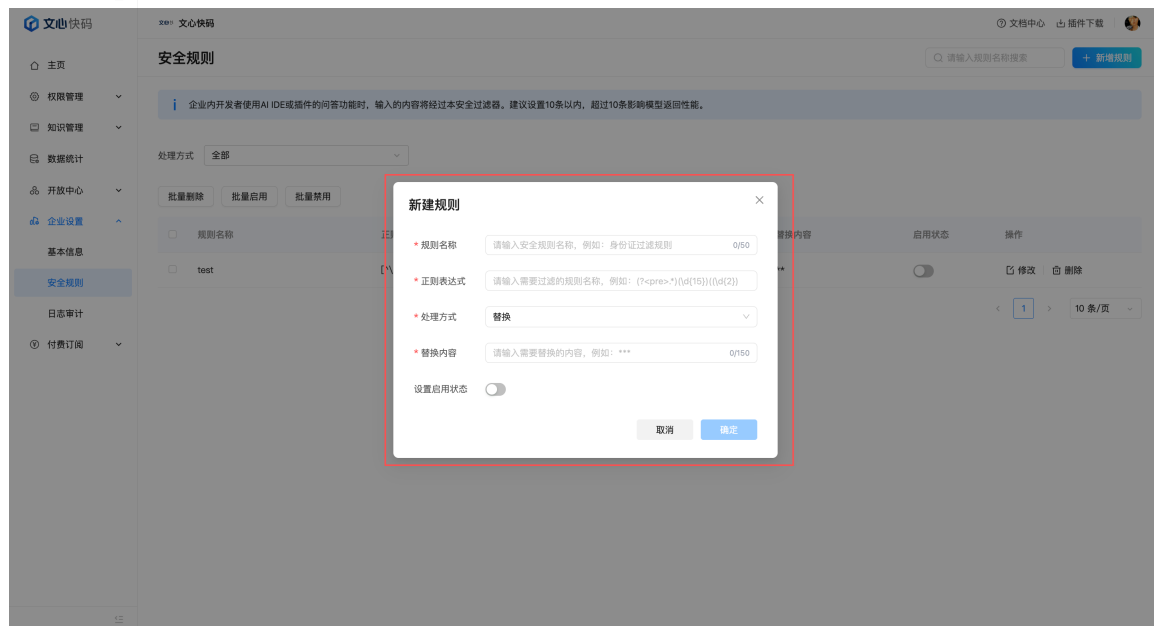 文心快码
文心快码
文档中心
插件下载
主页
权限管理
知识管理
数据统计
开放中心
企业设置
基本信息
安全规则
日志审计
付费订阅
安全规则
请输入规则名称搜索
+ 新增规则
企业内开发者使用AI IDE或插件的问答功能时，输入的内容将经过本安全过滤器。建议设置10条以内，超过10条影响模型返回性能。
处理方式 全部
批量删除 批量启用 批量禁用
规则名称 替换内容 启用状态 操作
test 修改 删除
1 10 条/页
新建规则
* 规则名称 请输入安全规则名称，例如：身份证过滤规则 0/50
* 正则表达式 请输入需要过滤的规则名称，例如：(?<pre>.*)(\d{15})((\d{2})
* 处理方式 替换
* 替换内容 请输入需要替换的内容，例如：*** 0/150
设置启用状态
取消 确定